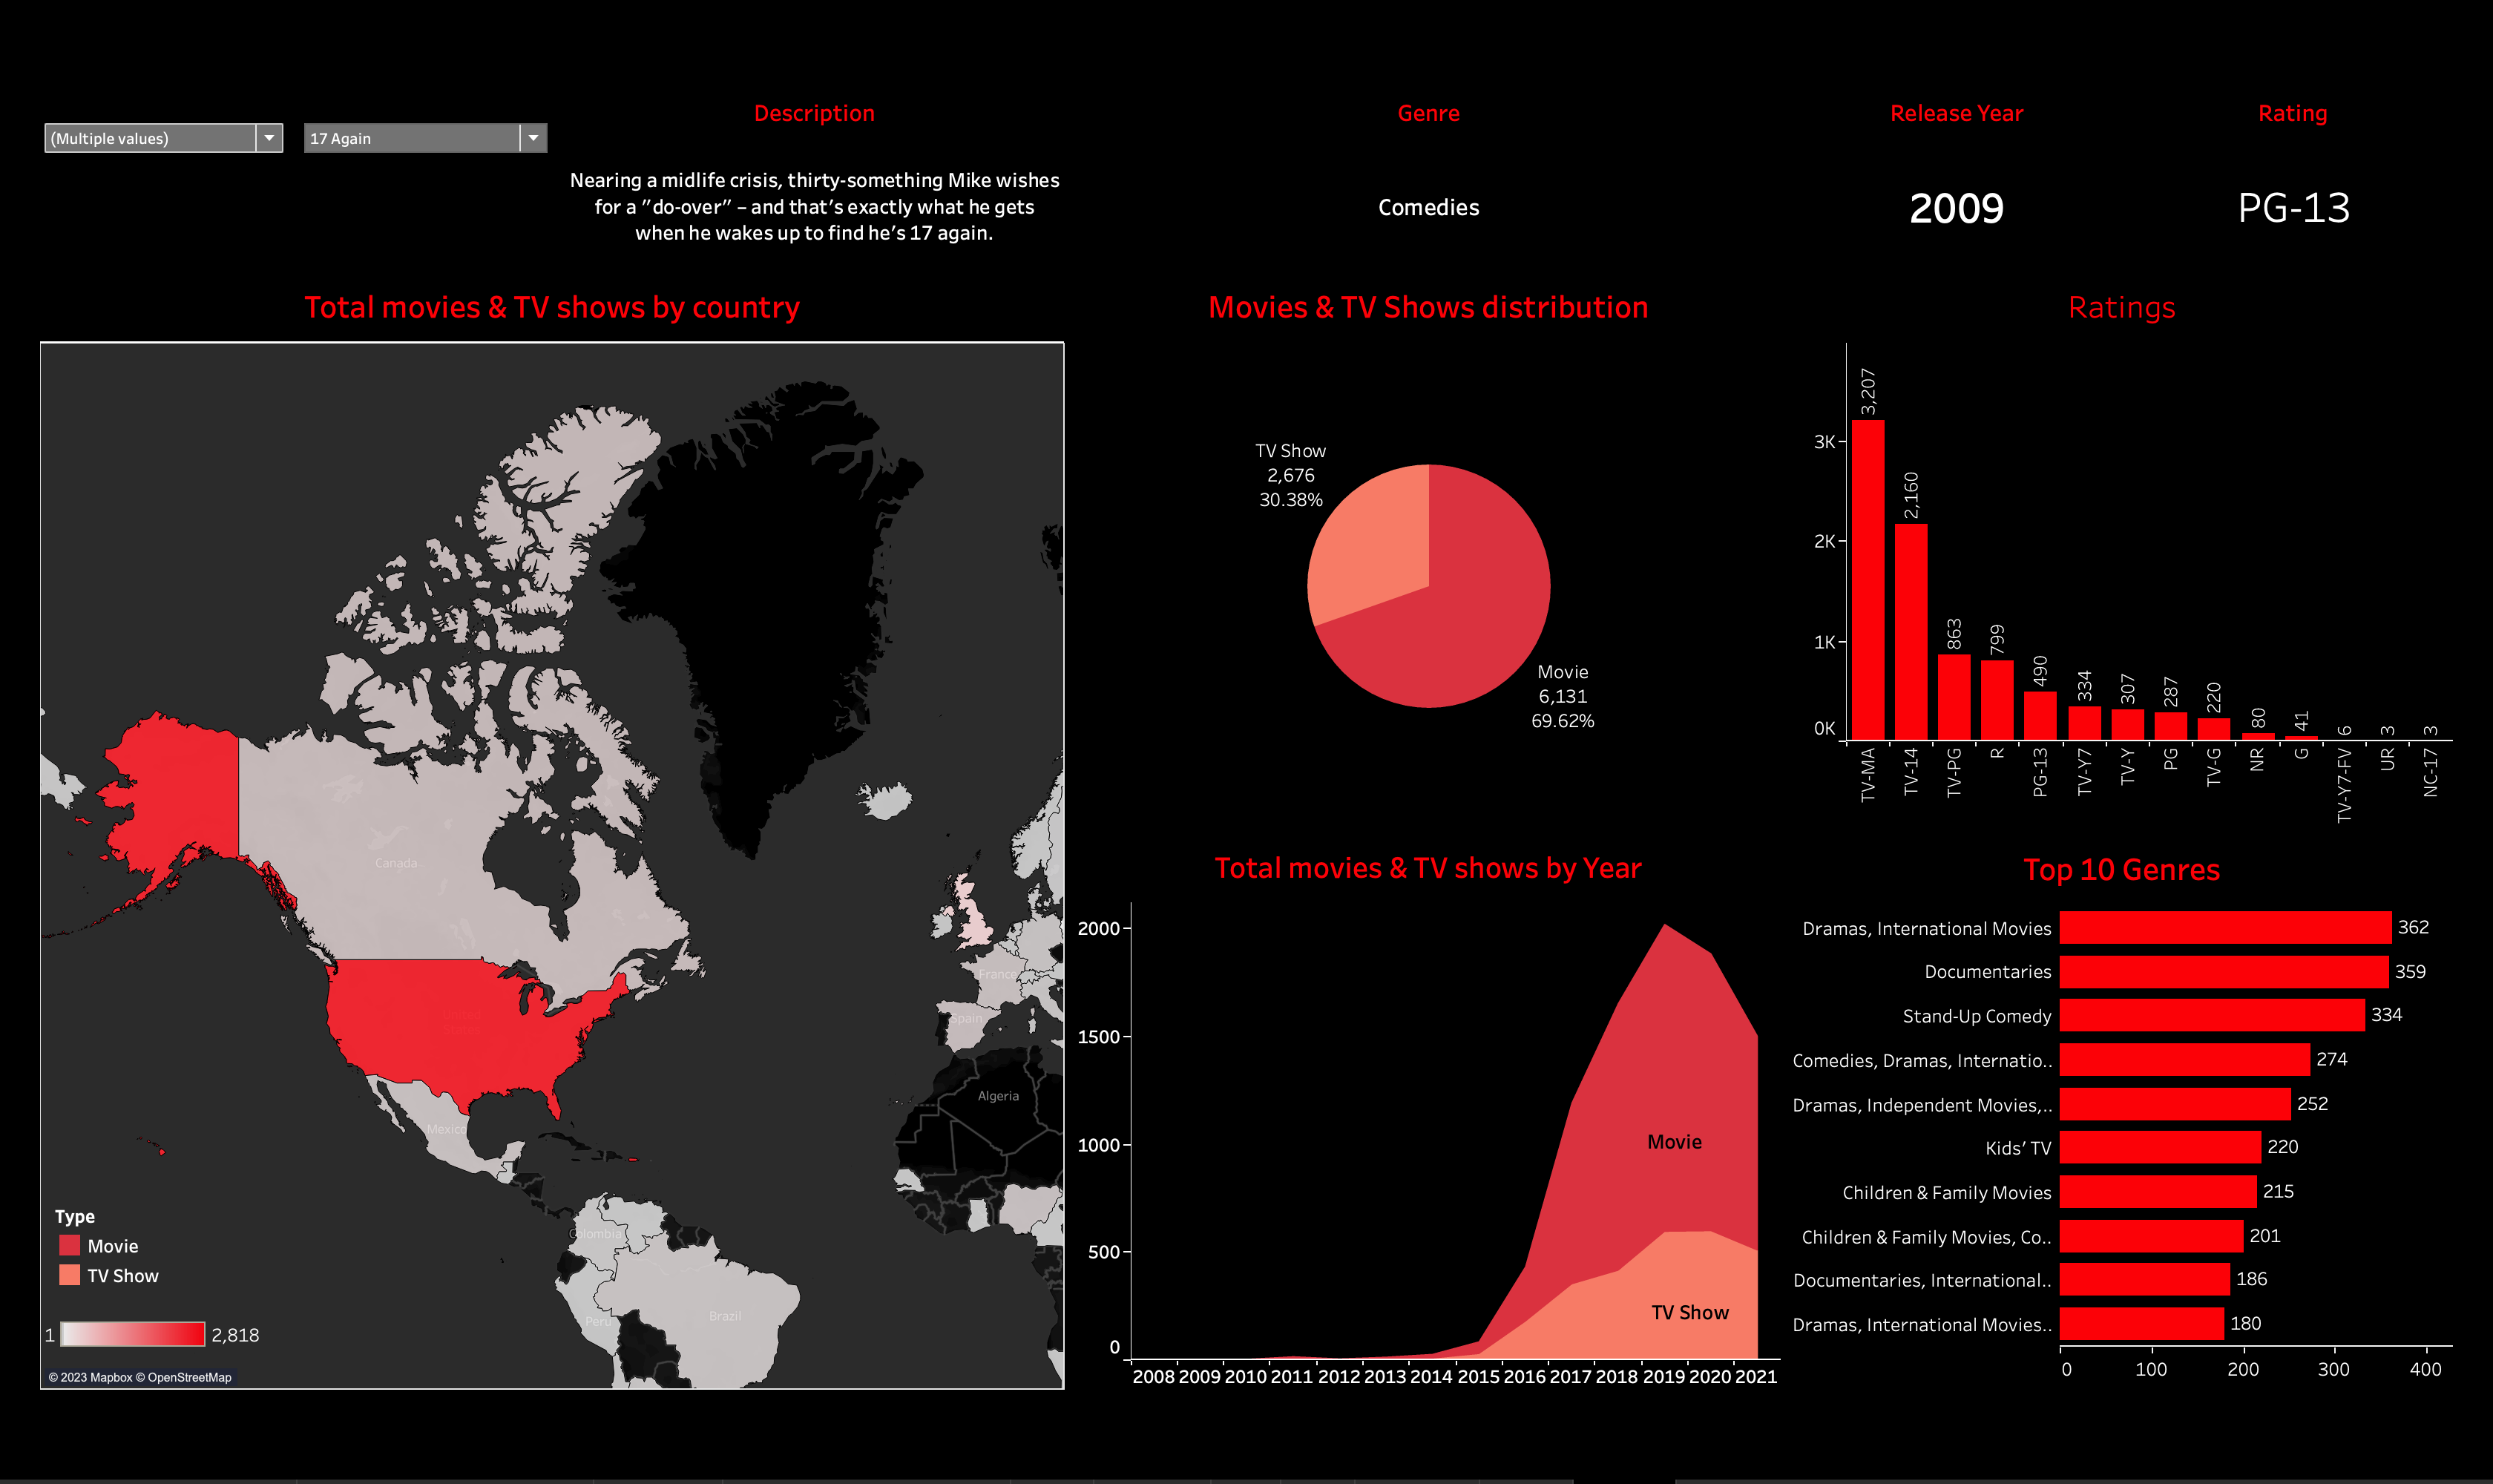 Description
Genre
Release Year
Rating
(Multiple values)
17 Again
Nearing a midlife crisis, thirty-something Mike wishes
for a "do-over" – and that's exactly what he gets
when he wakes up to find he's 17 again.
Comedies
2009
PG-13
Total movies & TV shows by country
Canada
France
Spain
Algeria
Mexico
Colombia
Peru
Brazil
Type
Movie
TV Show
1
2,818
© 2023 Mapbox © OpenStreetMap
Movies & TV Shows distribution
TV Show
2,676
30.38%
Movie
6,131
69.62%
Ratings
3K
2K
1K
0K
3,207
2,160
863
799
490
334
307
287
220
80
41
6
3
3
TV-MA
TV-14
TV-PG
R
PG-13
TV-Y7
TV-Y
PG
TV-G
NR
G
TV-Y7-FV
UR
NC-17
Total movies & TV shows by Year
2000
1500
1000
500
0
Movie
TV Show
2008 2009 2010 2011 2012 2013 2014 2015 2016 2017 2018 2019 2020 2021
Top 10 Genres
Dramas, International Movies 362
Documentaries 359
Stand-Up Comedy 334
Comedies, Dramas, Internatio.. 274
Dramas, Independent Movies,.. 252
Kids' TV 220
Children & Family Movies 215
Children & Family Movies, Co.. 201
Documentaries, International.. 186
Dramas, International Movies.. 180
0 100 200 300 400